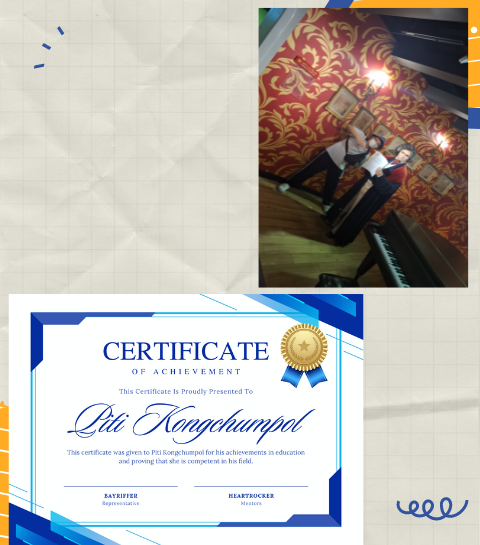 CERTIFICATE
OF ACHIEVEMENT
This Certificate Is Proudly Presented To
Piti Kongchumpol
This certificate was given to Piti Kongchumpol for his achievements in education
and proving that she is competent in his field.
BAYRIFFER
Representative
HEARTROCKER
Mentors